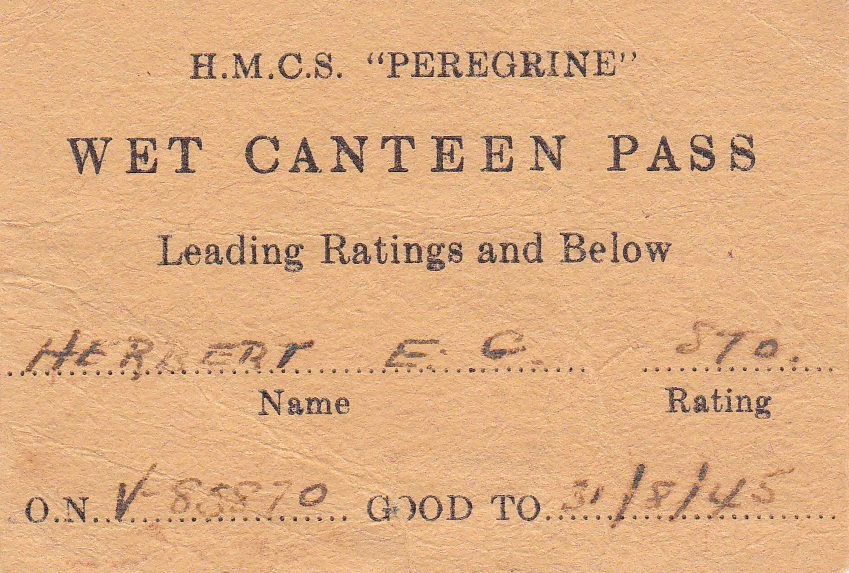 H.M.C.S. "PEREGRINE"
WET CANTEEN PASS
Leading Ratings and Below
HERBERT E. C. STO.
Name Rating
O.N. V-85870 GOOD TO 31/8/45